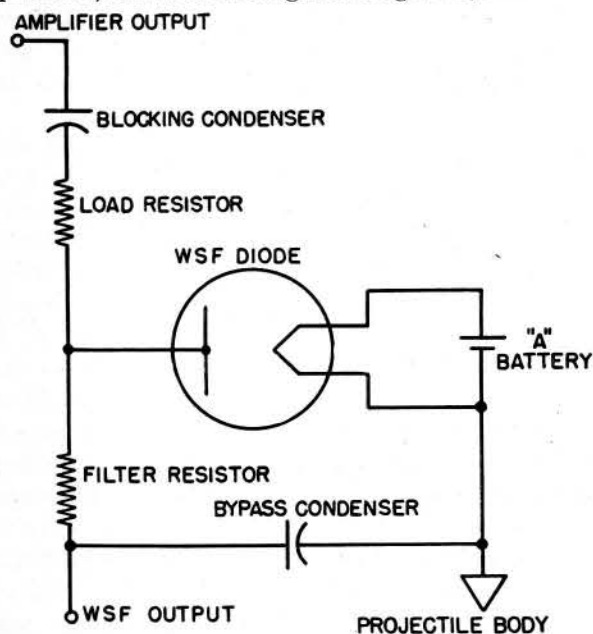 AMPLIFIER OUTPUT
BLOCKING CONDENSER
LOAD RESISTOR
WSF DIODE
"A"
BATTERY
FILTER RESISTOR
BYPASS CONDENSER
WSF OUTPUT
PROJECTILE BODY